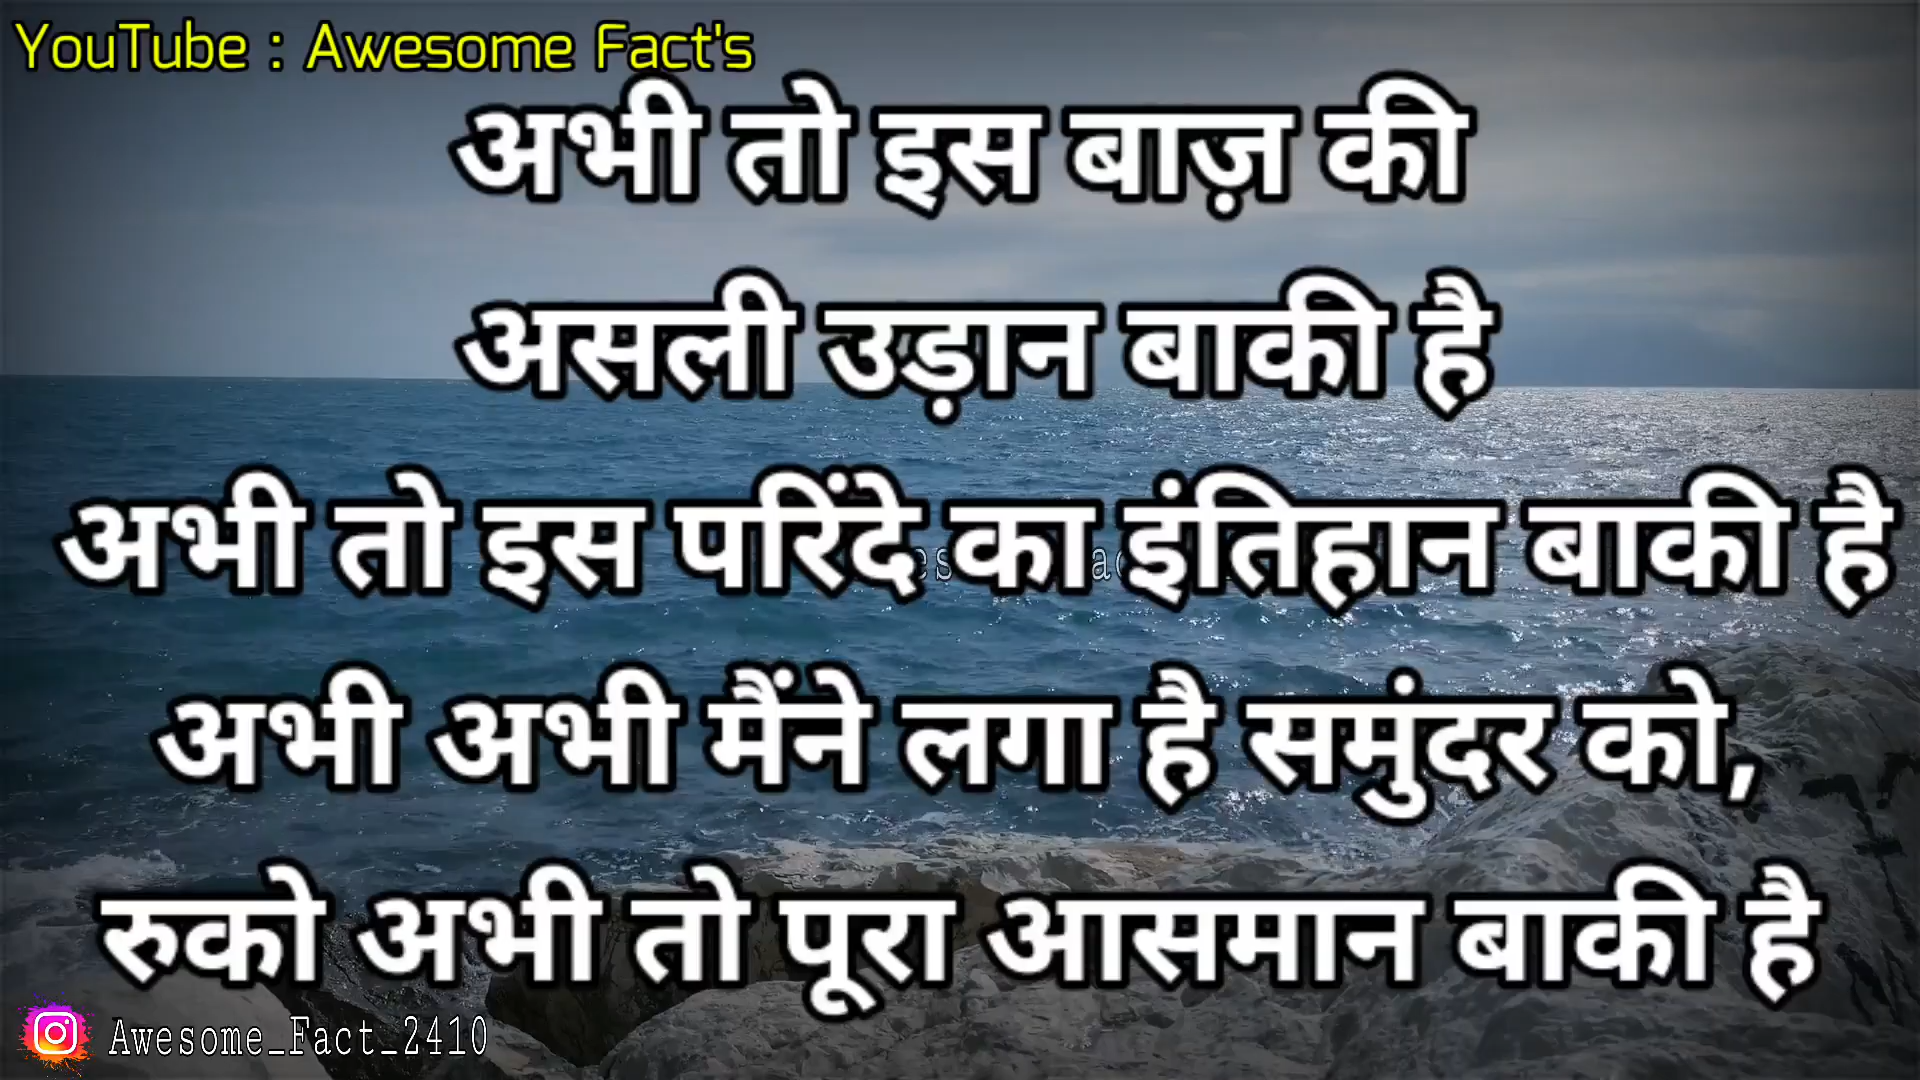 YouTube : Awesome Fact's
अभी तो इस बाज़ की
असली उड़ान बाकी है
अभी तो इस परिंदे का इंतिहान बाकी है
अभी अभी मैंने लगा है समुंदर को,
रुको अभी तो पूरा आसमान बाकी है
Awesome_Fact_2410